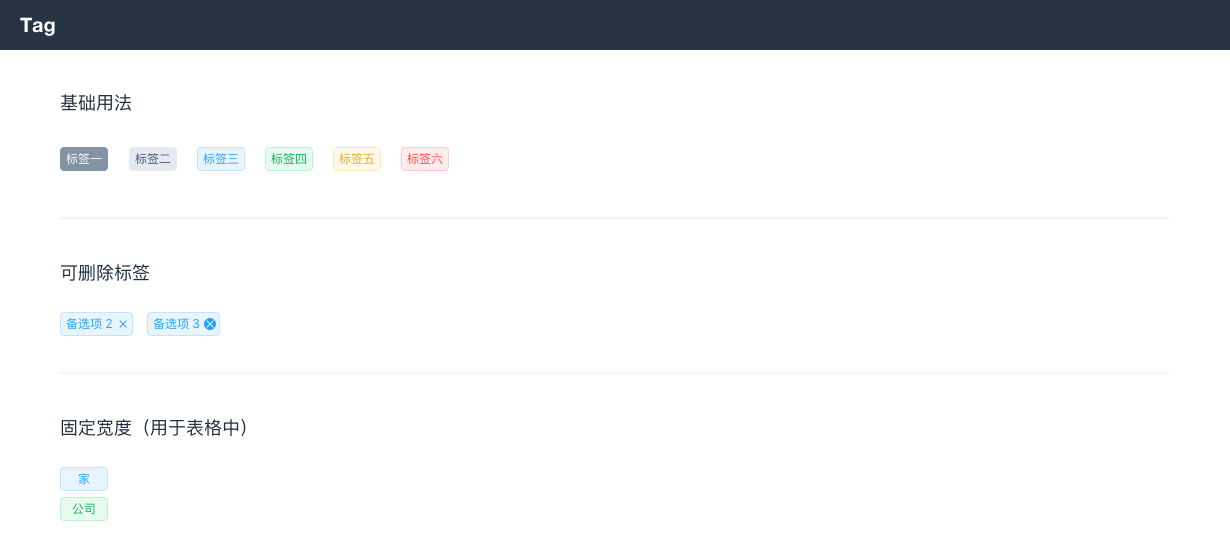 Tag
基础用法
标签一 标签二 标签三 标签四 标签五 标签六
可删除标签
备选项 2 备选项 3
固定宽度（用于表格中）
家
公司